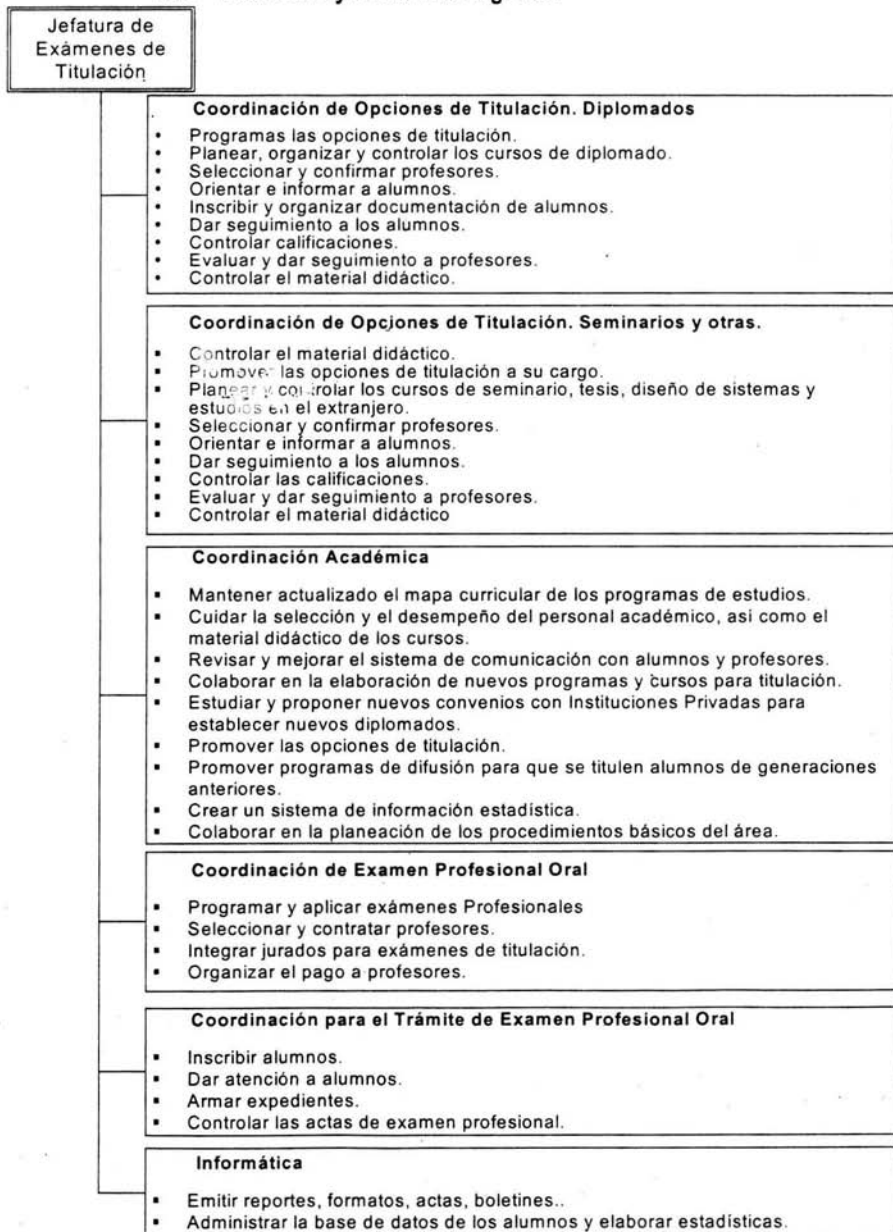 Jefatura de
Exámenes de
Titulación
Coordinación de Opciones de Titulación. Diplomados
• Programas las opciones de titulación.
• Planear, organizar y controlar los cursos de diplomado.
• Seleccionar y confirmar profesores.
• Orientar e informar a alumnos.
• Inscribir y organizar documentación de alumnos.
• Dar seguimiento a los alumnos.
• Controlar calificaciones.
• Evaluar y dar seguimiento a profesores.
• Controlar el material didáctico.
Coordinación de Opciones de Titulación. Seminarios y otras.
▪ Controlar el material didáctico.
▪ Promover las opciones de titulación a su cargo.
▪ Planear y controlar los cursos de seminario, tesis, diseño de sistemas y
estudios en el extranjero.
▪ Seleccionar y confirmar profesores.
▪ Orientar e informar a alumnos.
▪ Dar seguimiento a los alumnos.
▪ Controlar las calificaciones.
▪ Evaluar y dar seguimiento a profesores.
▪ Controlar el material didáctico
Coordinación Académica
▪ Mantener actualizado el mapa curricular de los programas de estudios.
▪ Cuidar la selección y el desempeño del personal académico, asi como el
material didáctico de los cursos.
▪ Revisar y mejorar el sistema de comunicación con alumnos y profesores.
▪ Colaborar en la elaboración de nuevos programas y cursos para titulación.
▪ Estudiar y proponer nuevos convenios con Instituciones Privadas para
establecer nuevos diplomados.
▪ Promover las opciones de titulación.
▪ Promover programas de difusión para que se titulen alumnos de generaciones
anteriores.
▪ Crear un sistema de información estadística.
▪ Colaborar en la planeación de los procedimientos básicos del área.
Coordinación de Examen Profesional Oral
▪ Programar y aplicar exámenes Profesionales
▪ Seleccionar y contratar profesores.
▪ Integrar jurados para exámenes de titulación.
▪ Organizar el pago a profesores.
Coordinación para el Trámite de Examen Profesional Oral
▪ Inscribir alumnos.
▪ Dar atención a alumnos.
▪ Armar expedientes.
▪ Controlar las actas de examen profesional.
Informática
▪ Emitir reportes, formatos, actas, boletines..
▪ Administrar la base de datos de los alumnos y elaborar estadísticas.